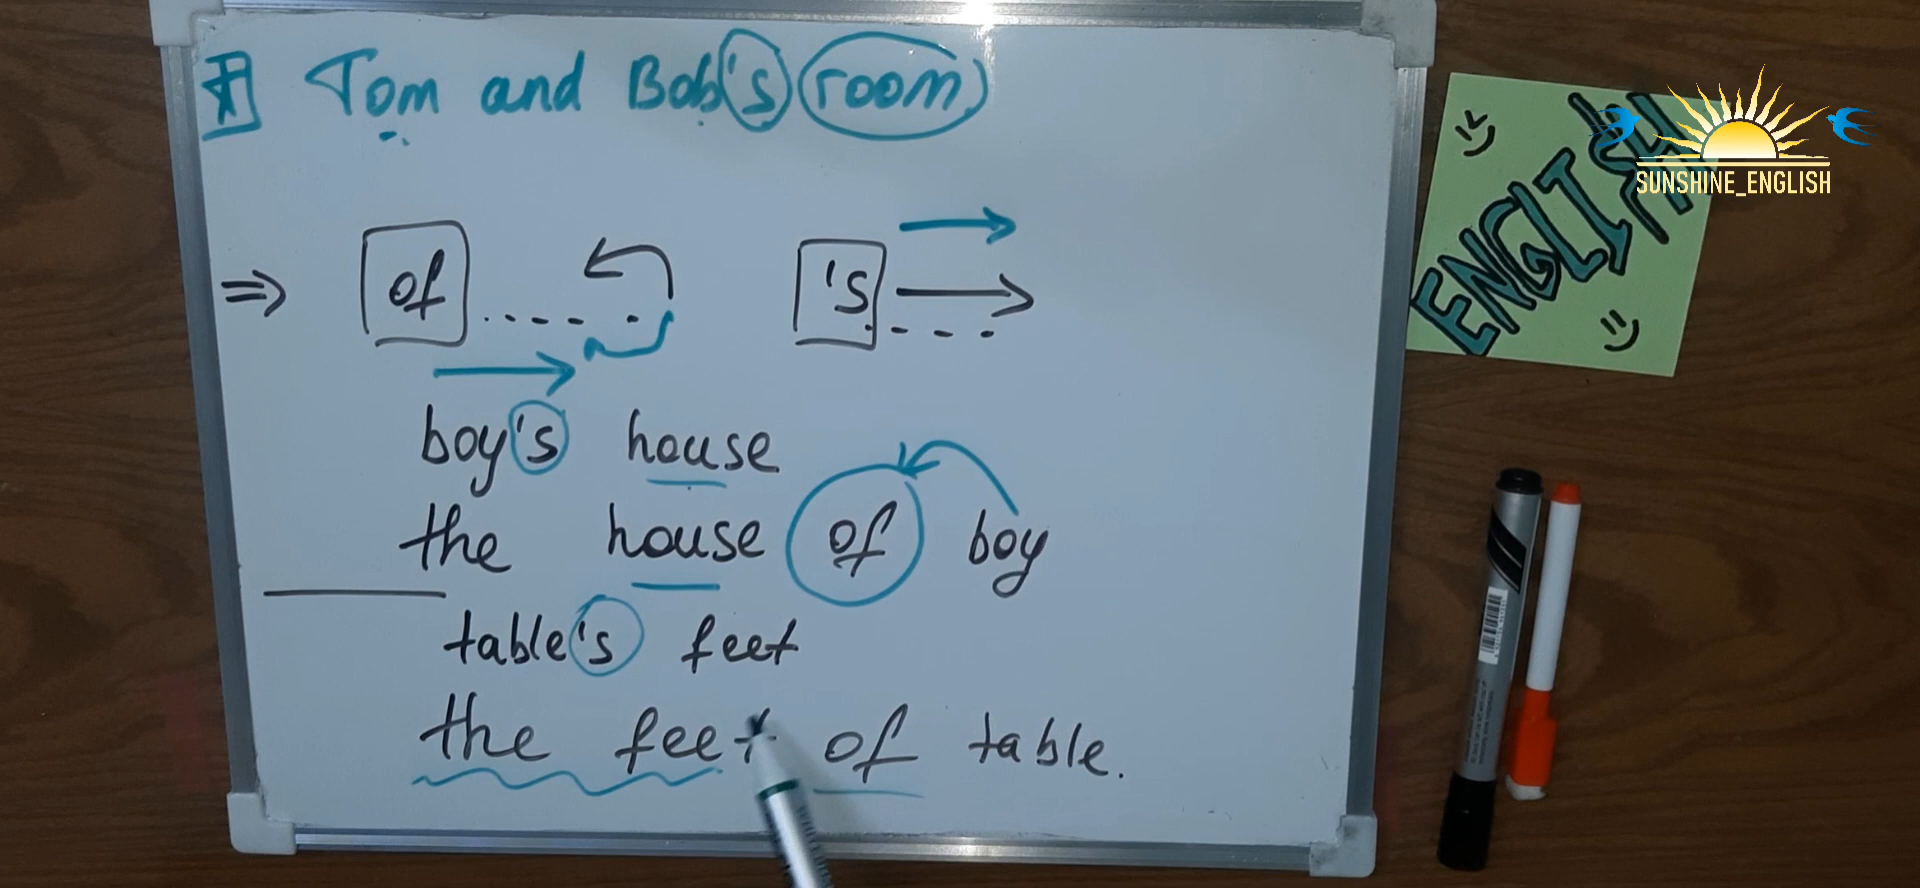 Tom and Bob's room
⇒ of ..... 's ....
boy's house
the house of boy
table's feet
the feet of table.
ENGLISH
SUNSHINE_ENGLISH